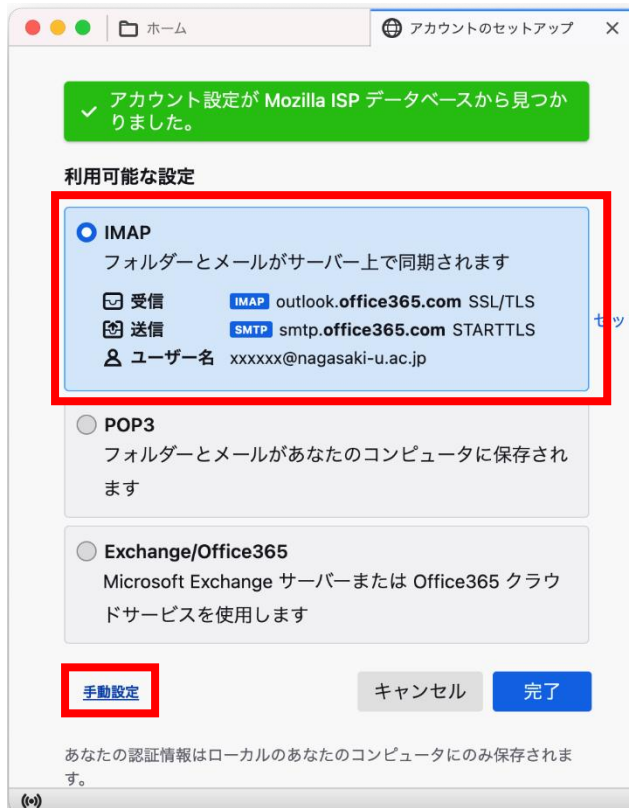 ホーム
アカウントのセットアップ
アカウント設定が Mozilla ISP データベースから見つか
りました。
利用可能な設定
IMAP
フォルダーとメールがサーバー上で同期されます
受信 IMAP outlook.office365.com SSL/TLS
送信 SMTP smtp.office365.com STARTTLS
ユーザー名 xxxxxx@nagasaki-u.ac.jp
セッ
POP3
フォルダーとメールがあなたのコンピュータに保存され
ます
Exchange/Office365
Microsoft Exchange サーバーまたは Office365 クラウ
ドサービスを使用します
手動設定 キャンセル 完了
あなたの認証情報はローカルのあなたのコンピュータにのみ保存されま
す。